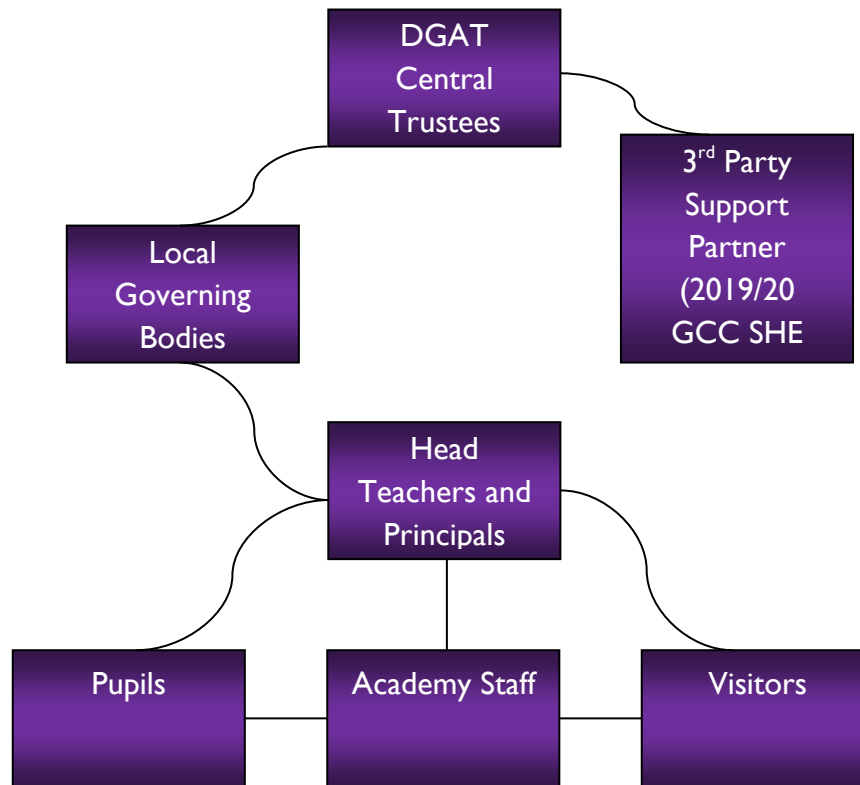 DGAT
Central
Trustees
3rd Party
Support
Partner
(2019/20
GCC SHE
Local
Governing
Bodies
Head
Teachers and
Principals
Pupils
Academy Staff
Visitors